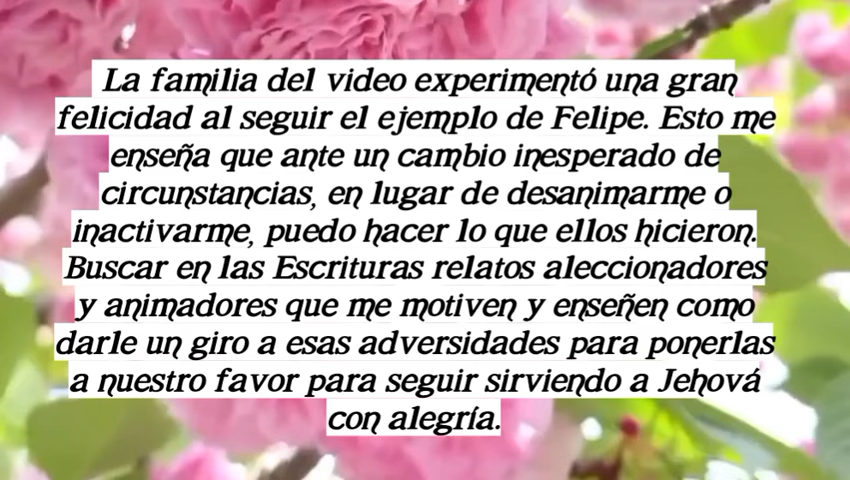 La familia del video experimentó una gran
felicidad al seguir el ejemplo de Felipe. Esto me
enseña que ante un cambio inesperado de
circunstancias, en lugar de desanimarme o
inactivarme, puedo hacer lo que ellos hicieron.
Buscar en las Escrituras relatos aleccionadores
y animadores que me motiven y enseñen como
darle un giro a esas adversidades para ponerlas
a nuestro favor para seguir sirviendo a Jehová
con alegría.